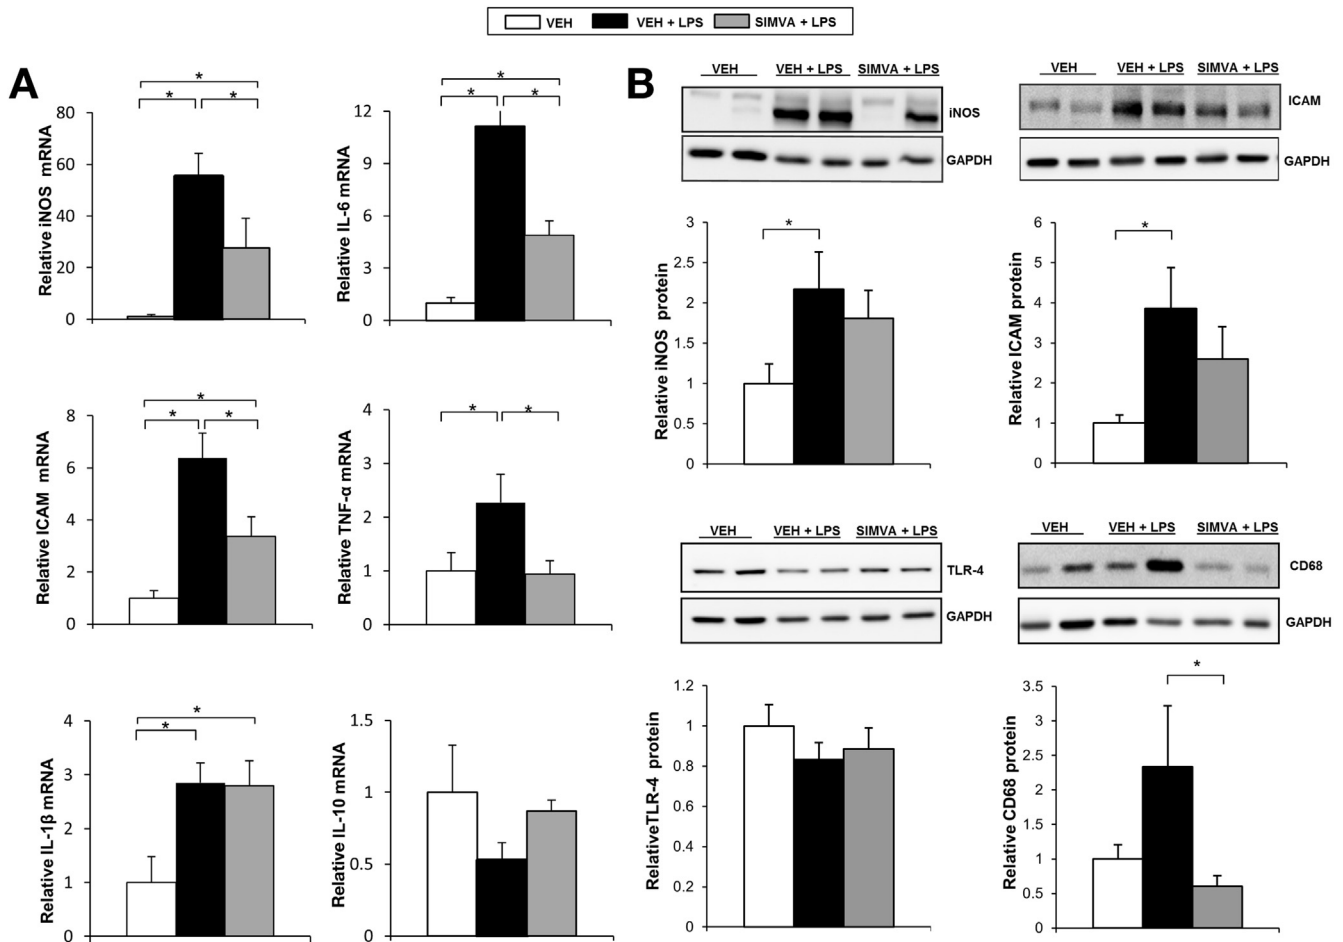 VEH VEH + LPS SIMVA + LPS
A
* * *
Relative iNOS mRNA
80
60
40
20
0
* * *
Relative IL-6 mRNA
12
9
6
3
0
* * *
Relative ICAM mRNA
8
6
4
2
0
* *
Relative TNF-α mRNA
4
3
2
1
0
* *
Relative IL-1β mRNA
4
3
2
1
0
Relative IL-10 mRNA
1.5
1
0.5
0
B
VEH VEH + LPS SIMVA + LPS
iNOS
GAPDH
VEH VEH + LPS SIMVA + LPS
ICAM
GAPDH
*
Relative iNOS protein
3
2.5
2
1.5
1
0.5
0
*
Relative ICAM protein
6
5
4
3
2
1
0
VEH VEH + LPS SIMVA + LPS
TLR-4
GAPDH
VEH VEH + LPS SIMVA + LPS
CD68
GAPDH
RelativeTLR-4 protein
1.2
1
0.8
0.6
0.4
0.2
0
*
Relative CD68 protein
3.5
3
2.5
2
1.5
1
0.5
0